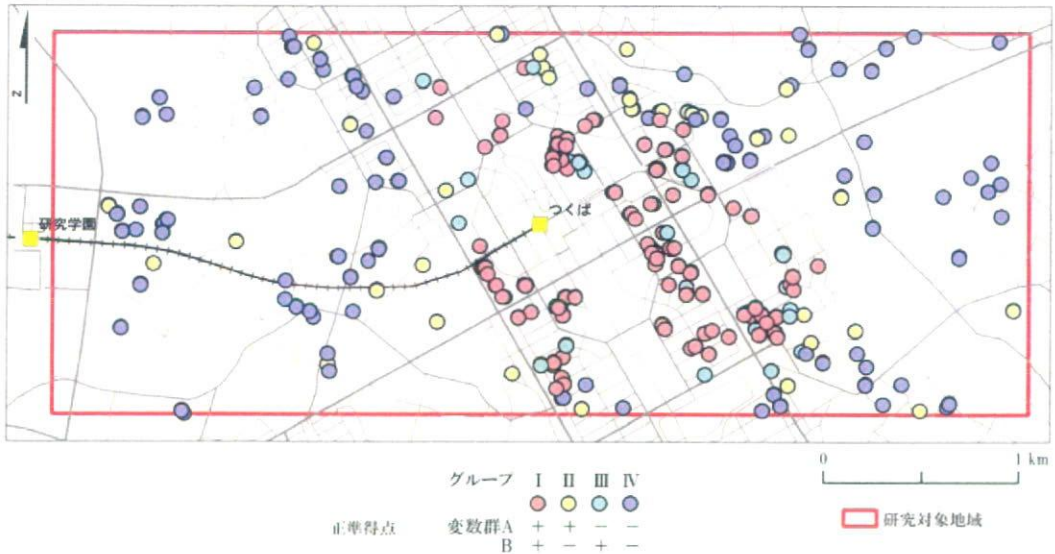 z
研究学園
つくば
0 1 km
グループ I II III IV
正準得点 変数群A + + − −
B + − + −
研究対象地域